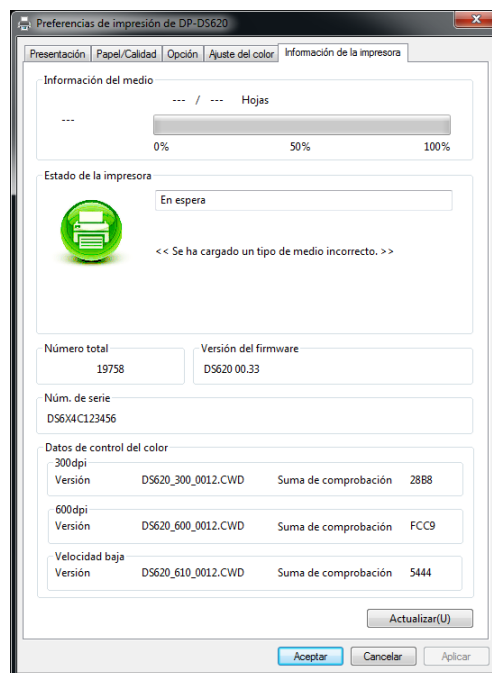 Preferencias de impresión de DP-DS620
Presentación Papel/Calidad Opción Ajuste del color Información de la impresora
Información del medio
--- / --- Hojas
---
0% 50% 100%
Estado de la impresora
En espera
<< Se ha cargado un tipo de medio incorrecto. >>
Número total Versión del firmware
19758 DS620 00.33
Núm. de serie
DS6X4C123456
Datos de control del color
300dpi
Versión DS620_300_0012.CWD Suma de comprobación 28B8
600dpi
Versión DS620_600_0012.CWD Suma de comprobación FCC9
Velocidad baja
Versión DS620_610_0012.CWD Suma de comprobación 5444
Actualizar(U)
Aceptar Cancelar Aplicar